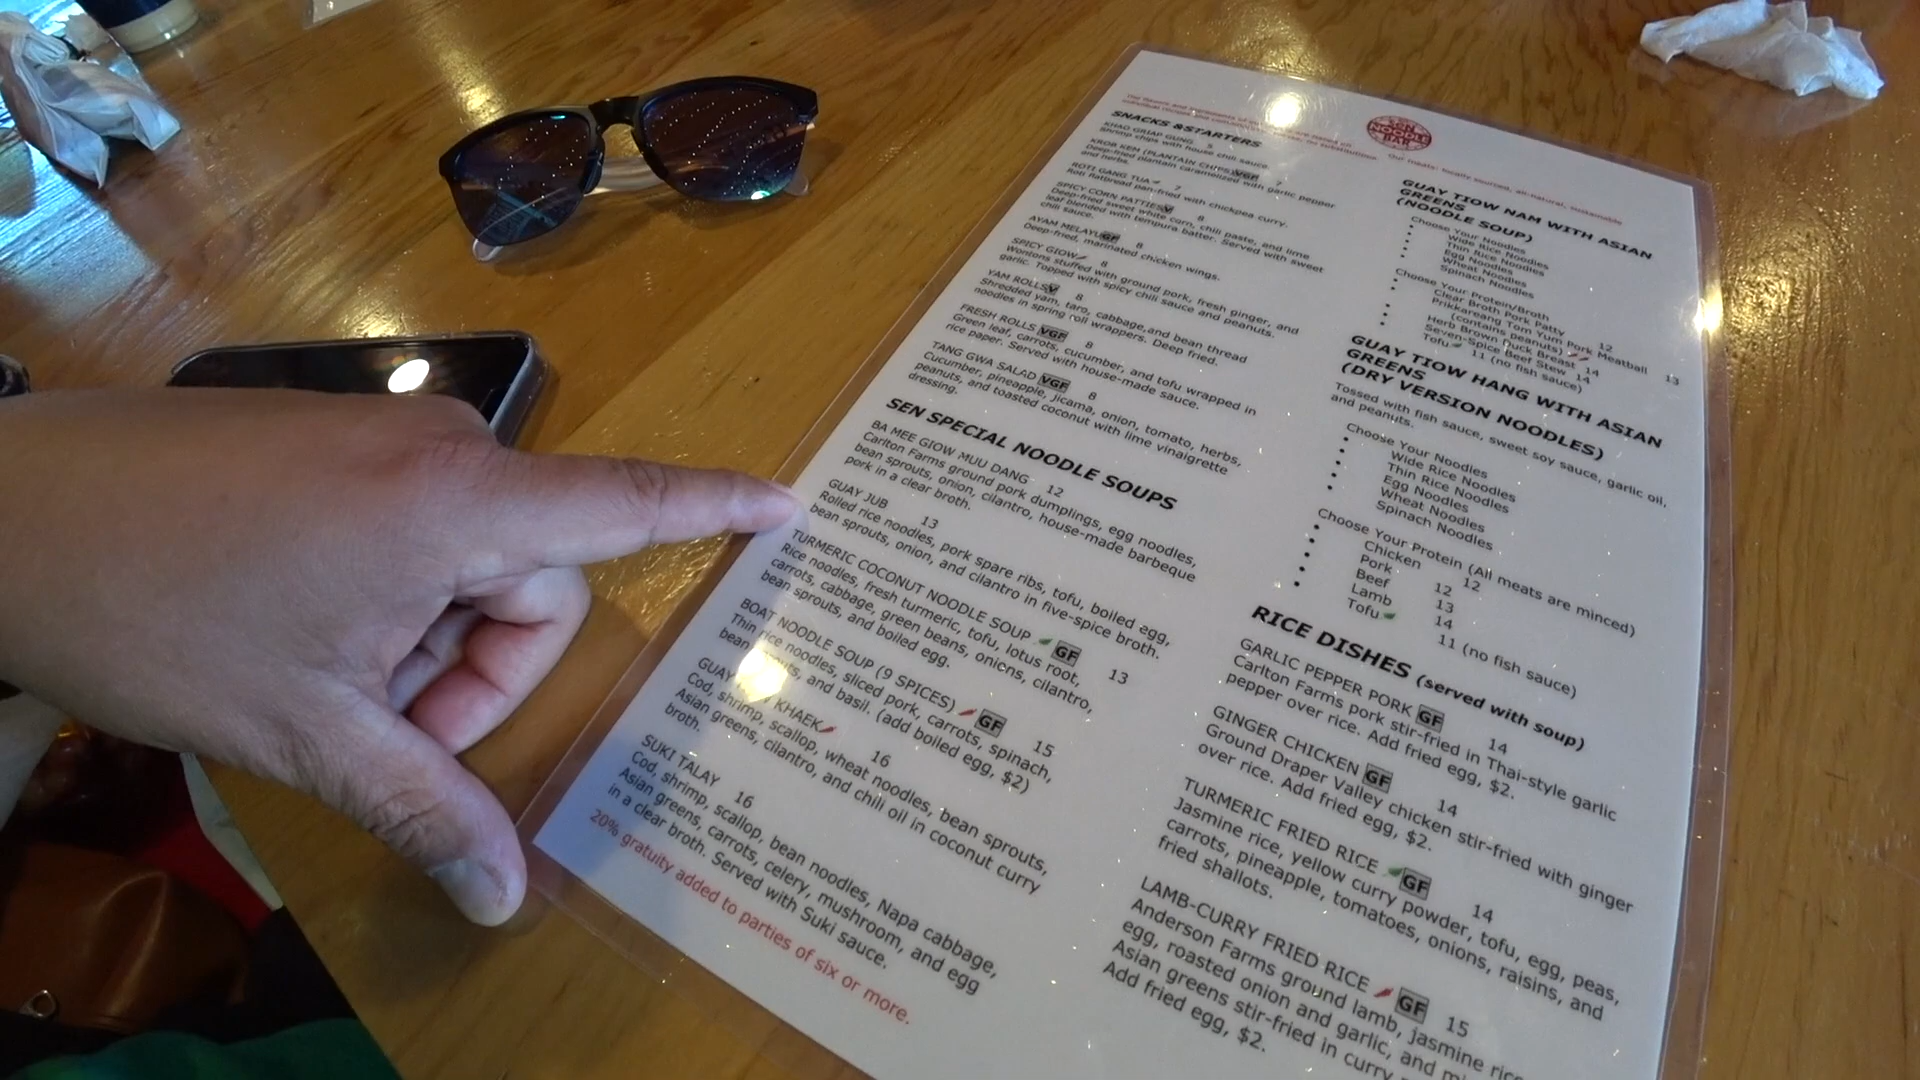 SNACKS & STARTERS
KHAO GRIAP GUNG 5
Shrimp chips with house chili sauce.
KROB KEM (PLANTAIN CHIPS) VGF 7
Deep-fried plantain caramelized with garlic pepper
and herbs.
ROTI GANG TUA 7
Roti flatbread pan-fried with chickpea curry.
SPICY CORN PATTIES V 8
Deep-fried sweet white corn, chili paste, and lime
leaf blended with tempura batter. Served with sweet
chili sauce.
AYAM MELAYU GF 8
Deep-fried, marinated chicken wings.
SPICY GIOW 8
Wontons stuffed with ground pork, fresh ginger, and
garlic. Topped with spicy chili sauce and peanuts.
YAM ROLLS V 8
Shredded yam, taro, cabbage, and bean thread
noodles in spring roll wrappers. Deep fried.
FRESH ROLLS VGF 8
Green leaf, carrots, cucumber, and tofu wrapped in
rice paper. Served with house-made sauce.
TANG GWA SALAD VGF 8
Cucumber, pineapple, jicama, onion, tomato, herbs,
peanuts, and toasted coconut with lime vinaigrette
dressing.
SEN SPECIAL NOODLE SOUPS
BA MEE GIOW MUU DANG 12
Carlton Farms ground pork dumplings, egg noodles,
bean sprouts, onion, cilantro, house-made barbeque
pork in a clear broth.
GUAY JUB 13
Rolled rice noodles, pork spare ribs, tofu, boiled egg,
bean sprouts, onion, and cilantro in five-spice broth.
TURMERIC COCONUT NOODLE SOUP GF 13
Rice noodles, fresh turmeric, tofu, lotus root,
carrots, cabbage, green beans, onions, cilantro,
bean sprouts, and boiled egg.
BOAT NOODLE SOUP (9 SPICES) GF 15
Thin rice noodles, sliced pork, carrots, spinach,
bean sprouts, and basil. (add boiled egg, $2)
GUAY KHAEK 16
Cod, shrimp, scallop, wheat noodles, bean sprouts,
Asian greens, cilantro, and chili oil in coconut curry
broth.
SUKI TALAY 16
Cod, shrimp, scallop, bean noodles, Napa cabbage,
Asian greens, carrots, celery, mushroom, and egg
in a clear broth. Served with Suki sauce.
20% gratuity added to parties of six or more.
SEN
NOODLE
BAR
Our meats: locally sourced, all-natural, sustainable
GUAY TIOW NAM WITH ASIAN
GREENS
(NOODLE SOUP)
Choose Your Noodles
• Wide Rice Noodles
• Thin Rice Noodles
• Egg Noodles
• Wheat Noodles
• Spinach Noodles
Choose Your Protein/Broth
• Clear Broth Pork Patty 12
• Prikkareang Tom Yum Pork Meatball 13
(contains peanuts)
• Herb Brown Duck Breast 14
• Seven-Spice Beef Stew 14
• Tofu 11 (no fish sauce)
GUAY TIOW HANG WITH ASIAN
GREENS
(DRY VERSION NOODLES)
Tossed with fish sauce, sweet soy sauce, garlic oil,
and peanuts.
Choose Your Noodles
• Wide Rice Noodles
• Thin Rice Noodles
• Egg Noodles
• Wheat Noodles
• Spinach Noodles
Choose Your Protein (All meats are minced)
• Chicken 12
• Pork 12
• Beef 13
• Lamb 14
• Tofu 11 (no fish sauce)
RICE DISHES (served with soup)
GARLIC PEPPER PORK GF 14
Carlton Farms pork stir-fried in Thai-style garlic
pepper over rice. Add fried egg, $2.
GINGER CHICKEN GF 14
Ground Draper Valley chicken stir-fried with ginger
over rice. Add fried egg, $2.
TURMERIC FRIED RICE GF 14
Jasmine rice, yellow curry powder, tofu, egg, peas,
carrots, pineapple, tomatoes, onions, raisins, and
fried shallots.
LAMB-CURRY FRIED RICE GF 15
Anderson Farms ground lamb, jasmine rice
egg, roasted onion and garlic, and
Asian greens stir-fried in curry
Add fried egg, $2.